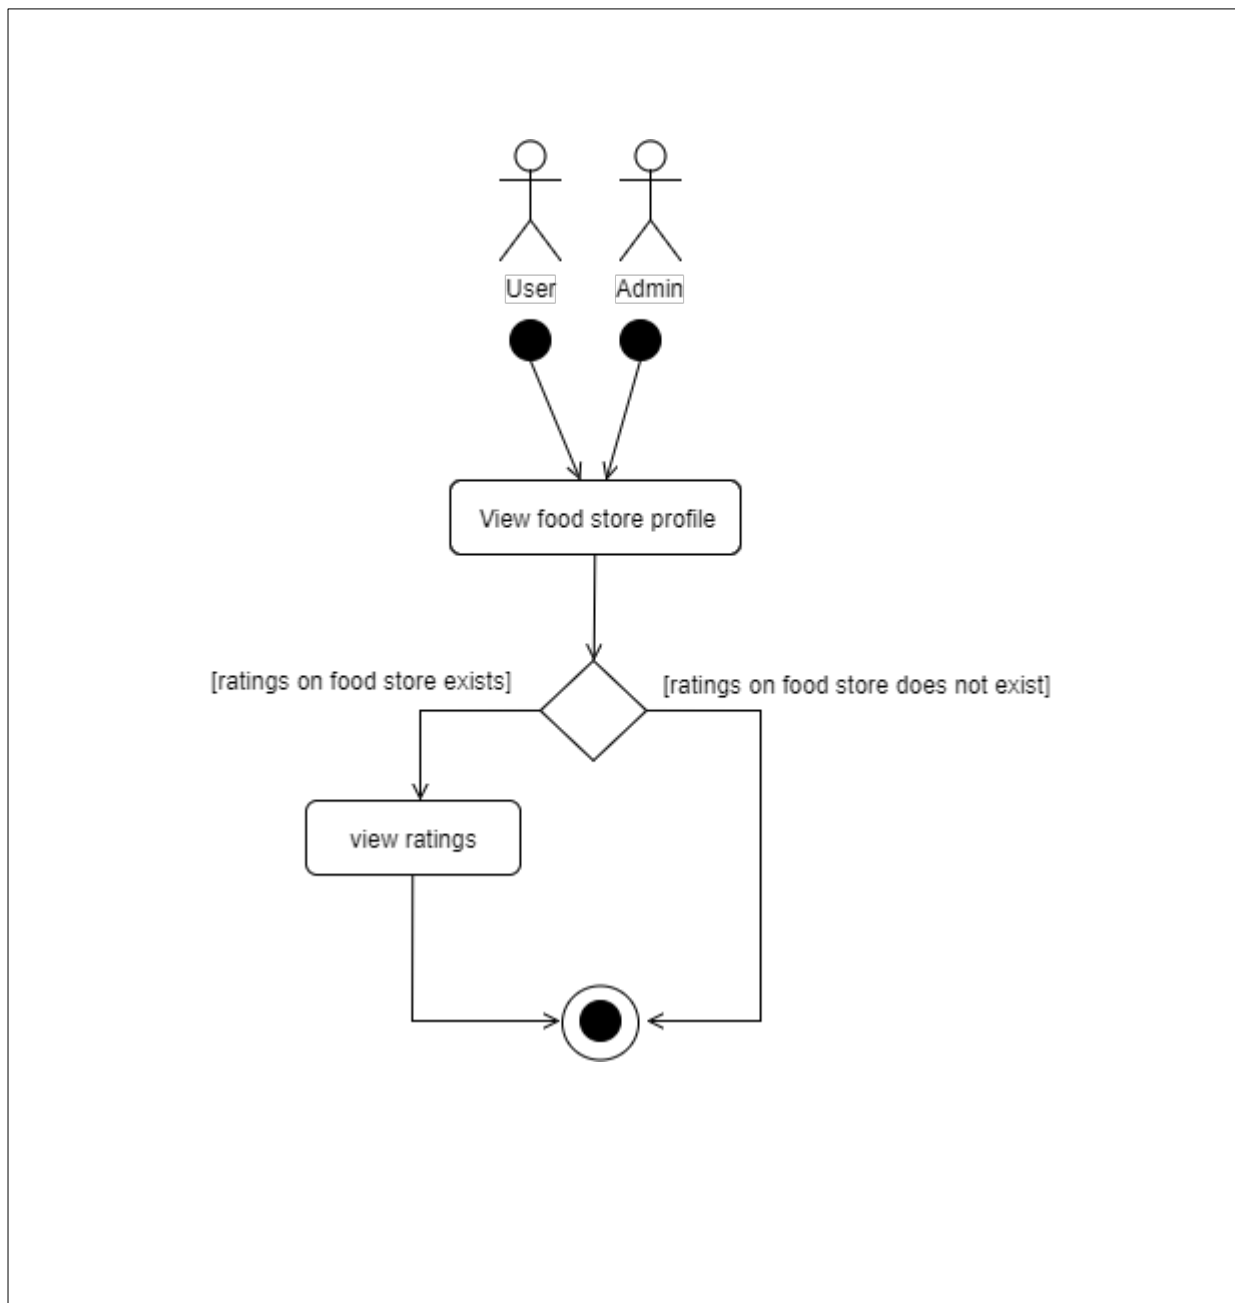 User
Admin
View food store profile
[ratings on food store exists]
[ratings on food store does not exist]
view ratings